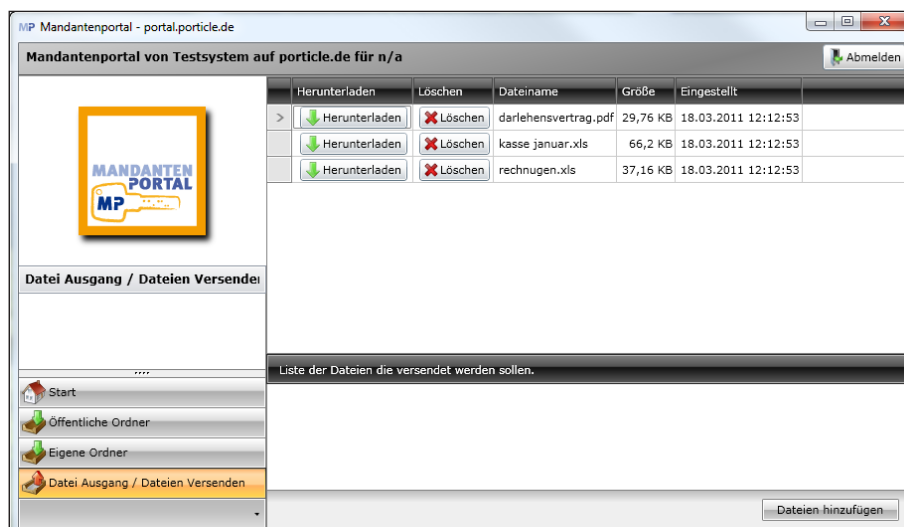 MP Mandantenportal - portal.porticle.de
Mandantenportal von Testsystem auf porticle.de für n/a
Abmelden
MANDANTEN
PORTAL
MP
Herunterladen Löschen Dateiname Größe Eingestellt
> Herunterladen Löschen darlehensvertrag.pdf 29,76 KB 18.03.2011 12:12:53
Herunterladen Löschen kasse januar.xls 66,2 KB 18.03.2011 12:12:53
Herunterladen Löschen rechnugen.xls 37,16 KB 18.03.2011 12:12:53
Datei Ausgang / Dateien Versende
Liste der Dateien die versendet werden sollen.
Start
Öffentliche Ordner
Eigene Ordner
Datei Ausgang / Dateien Versenden
Dateien hinzufügen